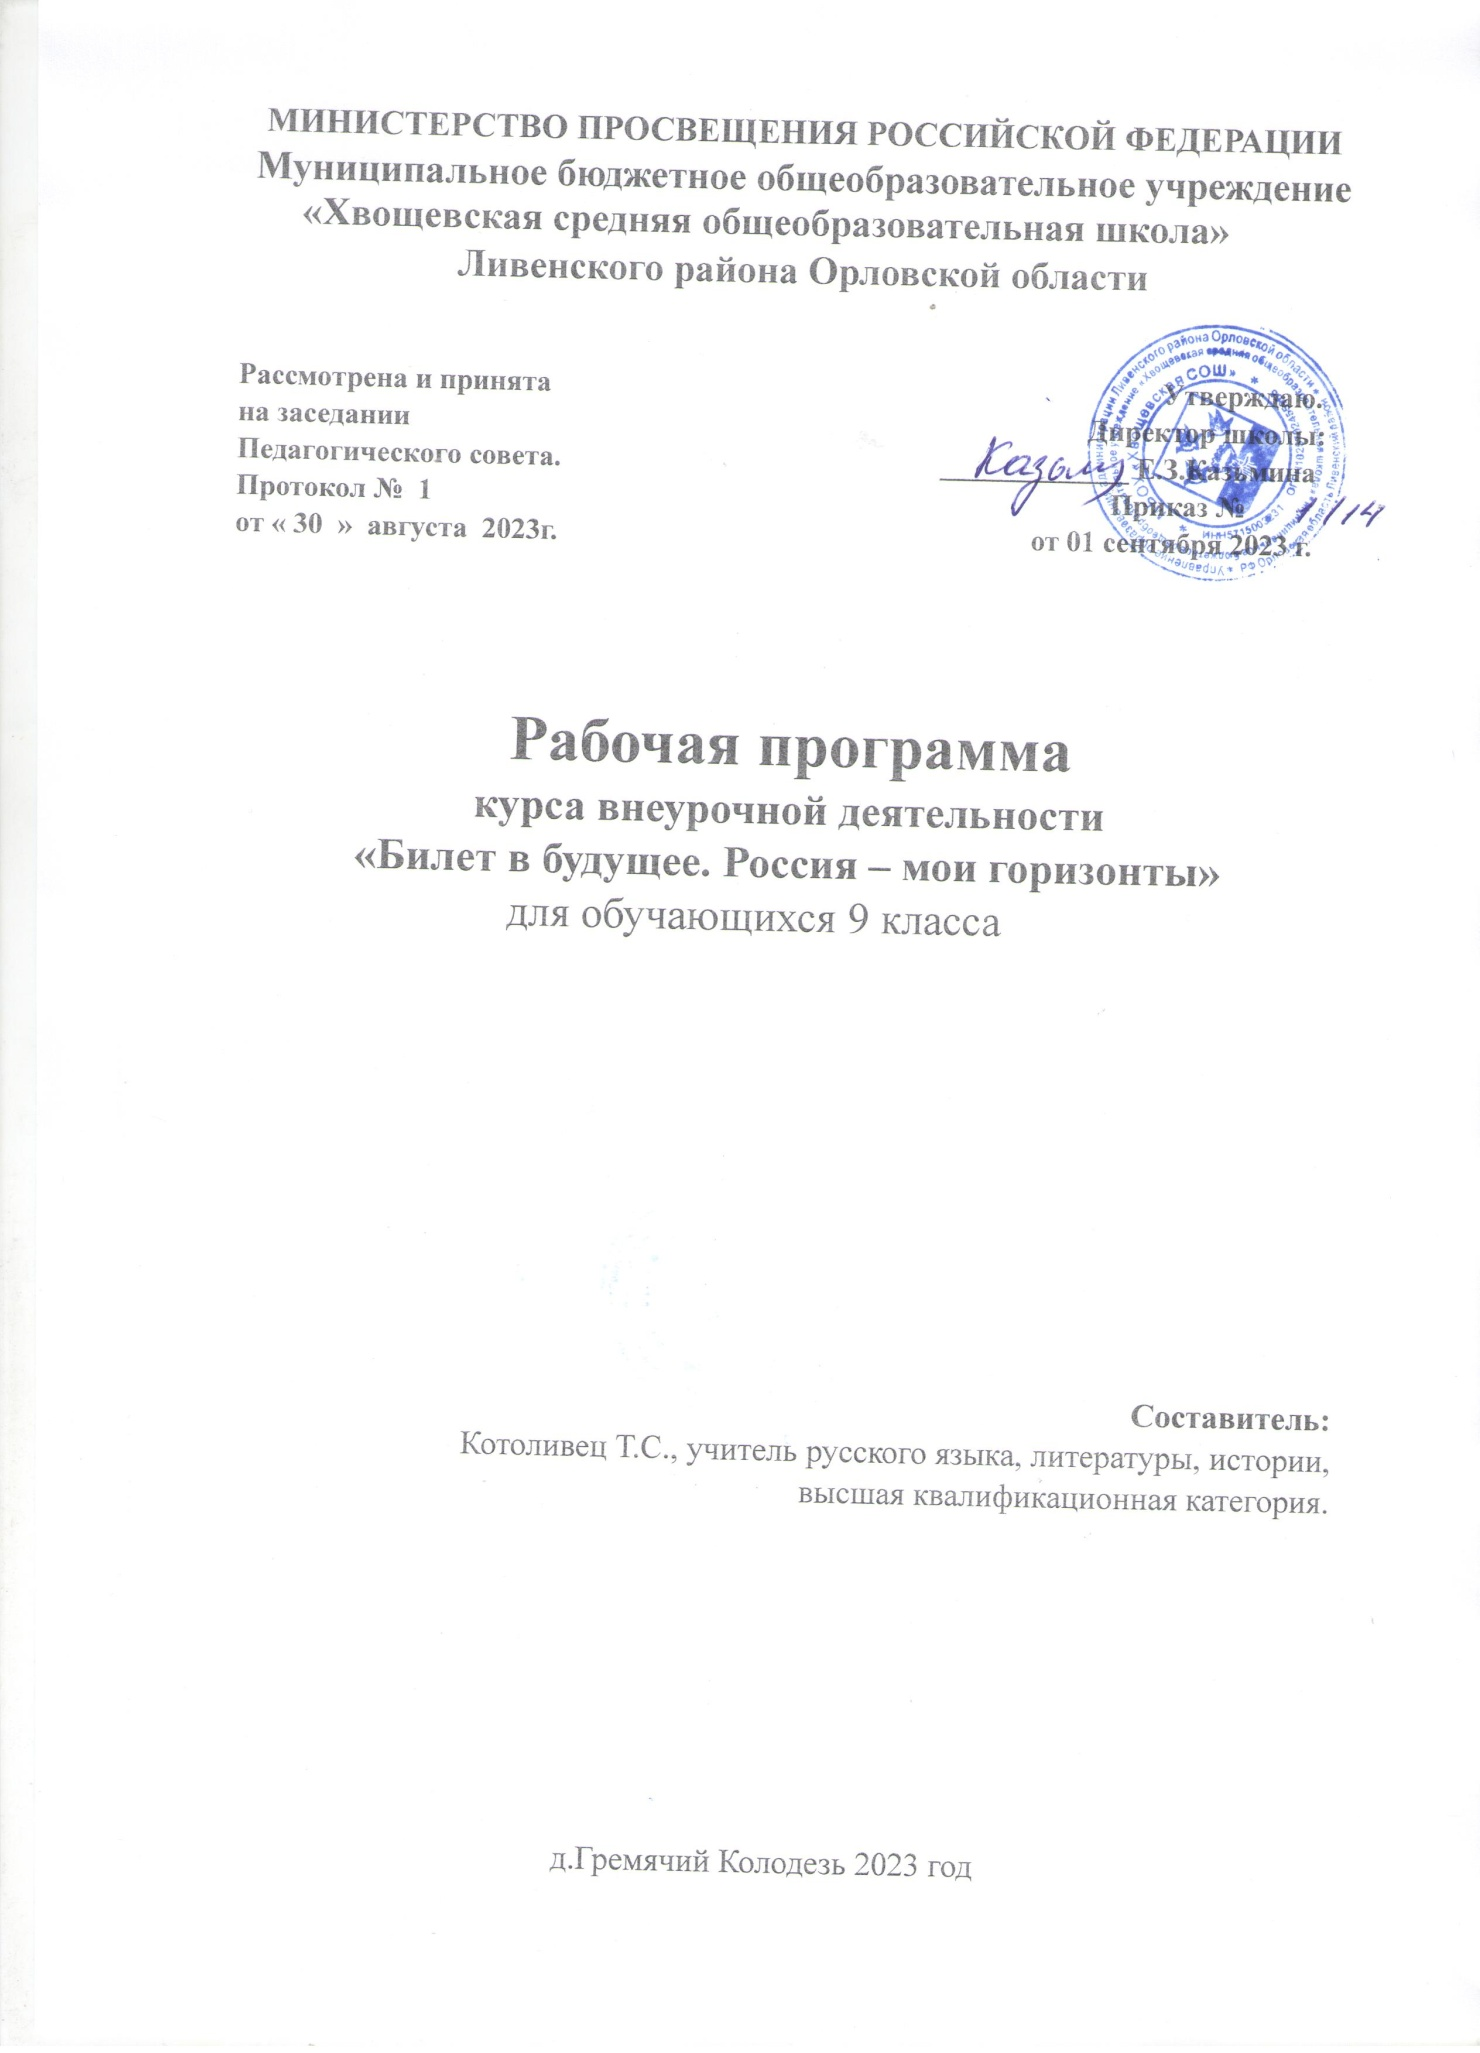 МИНИСТЕРСТВО ПРОСВЕЩЕНИЯ РОССИЙСКОЙ ФЕДЕРАЦИИ
Муниципальное бюджетное общеобразовательное учреждение
«Хвощевская средняя общеобразовательная школа»
Ливенского района Орловской области
Рассмотрена и принята
на заседании
Педагогического совета.
Протокол № 1
от « 30 » августа 2023г.
Утверждаю.
Директор школы:
Е.З.Казьмина
Приказ №
от 01 сентября 2023 г.
«Хвощевская СОШ»
Рабочая программа
курса внеурочной деятельности
«Билет в будущее. Россия – мои горизонты»
для обучающихся 9 класса
Составитель:
Котоливец Т.С., учитель русского языка, литературы, истории,
высшая квалификационная категория.
д.Гремячий Колодезь 2023 год